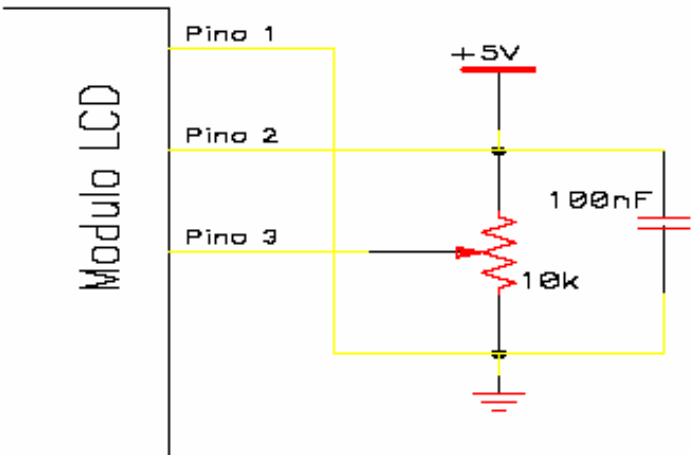 Pino 1
+5V
Modulo LCD
Pino 2
100nF
Pino 3
10k